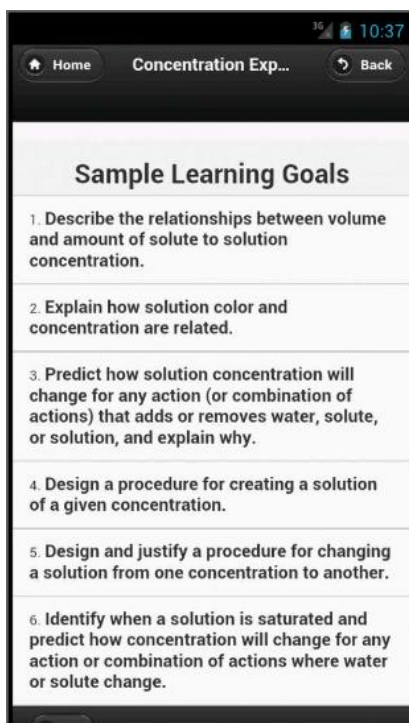 3G 10:37
Home Concentration Exp... Back
Sample Learning Goals
1. Describe the relationships between volume
and amount of solute to solution
concentration.
2. Explain how solution color and
concentration are related.
3. Predict how solution concentration will
change for any action (or combination of
actions) that adds or removes water, solute,
or solution, and explain why.
4. Design a procedure for creating a solution
of a given concentration.
5. Design and justify a procedure for changing
a solution from one concentration to another.
6. Identify when a solution is saturated and
predict how concentration will change for any
action or combination of actions where water
or solute change.